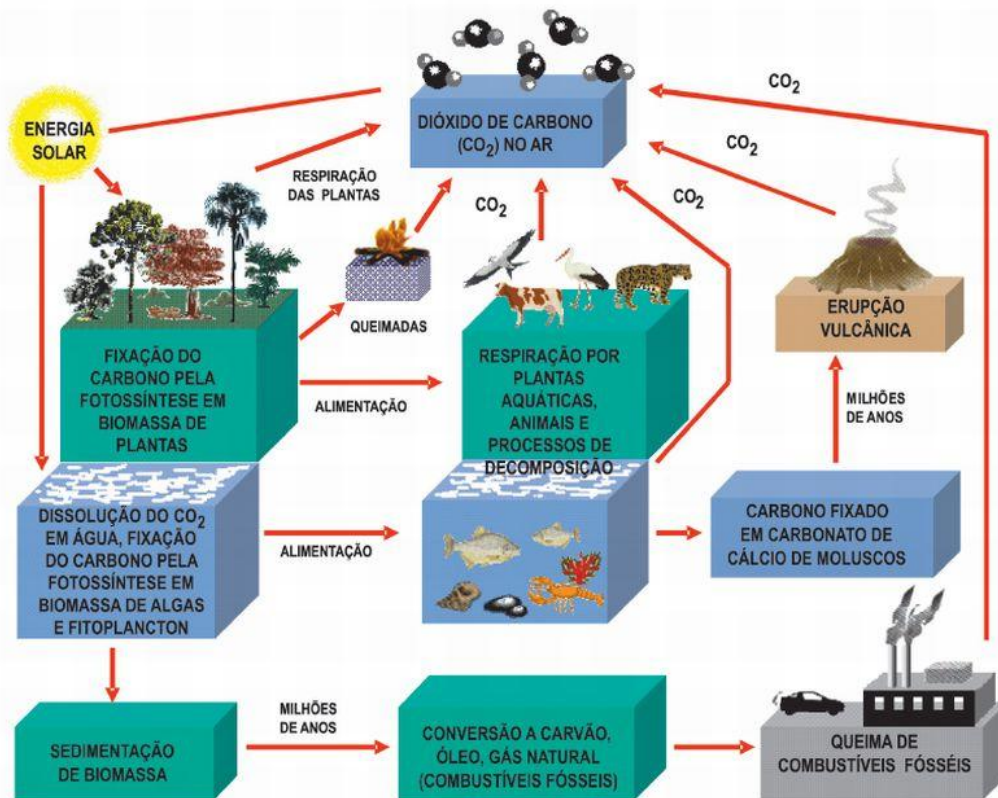 CO2
DIÓXIDO DE CARBONO
(CO2) NO AR
ENERGIA
SOLAR
CO2
RESPIRAÇÃO
DAS PLANTAS
CO2
QUEIMADAS
ERUPÇÃO
VULCÂNICA
FIXAÇÃO DO
CARBONO PELA
FOTOSSÍNTESE EM
BIOMASSA DE
PLANTAS
ALIMENTAÇÃO
RESPIRAÇÃO POR
PLANTAS
AQUÁTICAS,
ANIMAIS E
PROCESSOS DE
DECOMPOSIÇÃO
MILHÕES
DE ANOS
DISSOLUÇÃO DO CO2
EM ÁGUA, FIXAÇÃO
DO CARBONO PELA
FOTOSSÍNTESE EM
BIOMASSA DE ALGAS
E FITOPLANCTON
ALIMENTAÇÃO
CARBONO FIXADO
EM CARBONATO DE
CÁLCIO DE MOLUSCOS
SEDIMENTAÇÃO
DE BIOMASSA
MILHÕES
DE ANOS
CONVERSÃO A CARVÃO,
ÓLEO, GÁS NATURAL
(COMBUSTÍVEIS FÓSSEIS)
QUEIMA DE
COMBUSTÍVEIS FÓSSÉIS